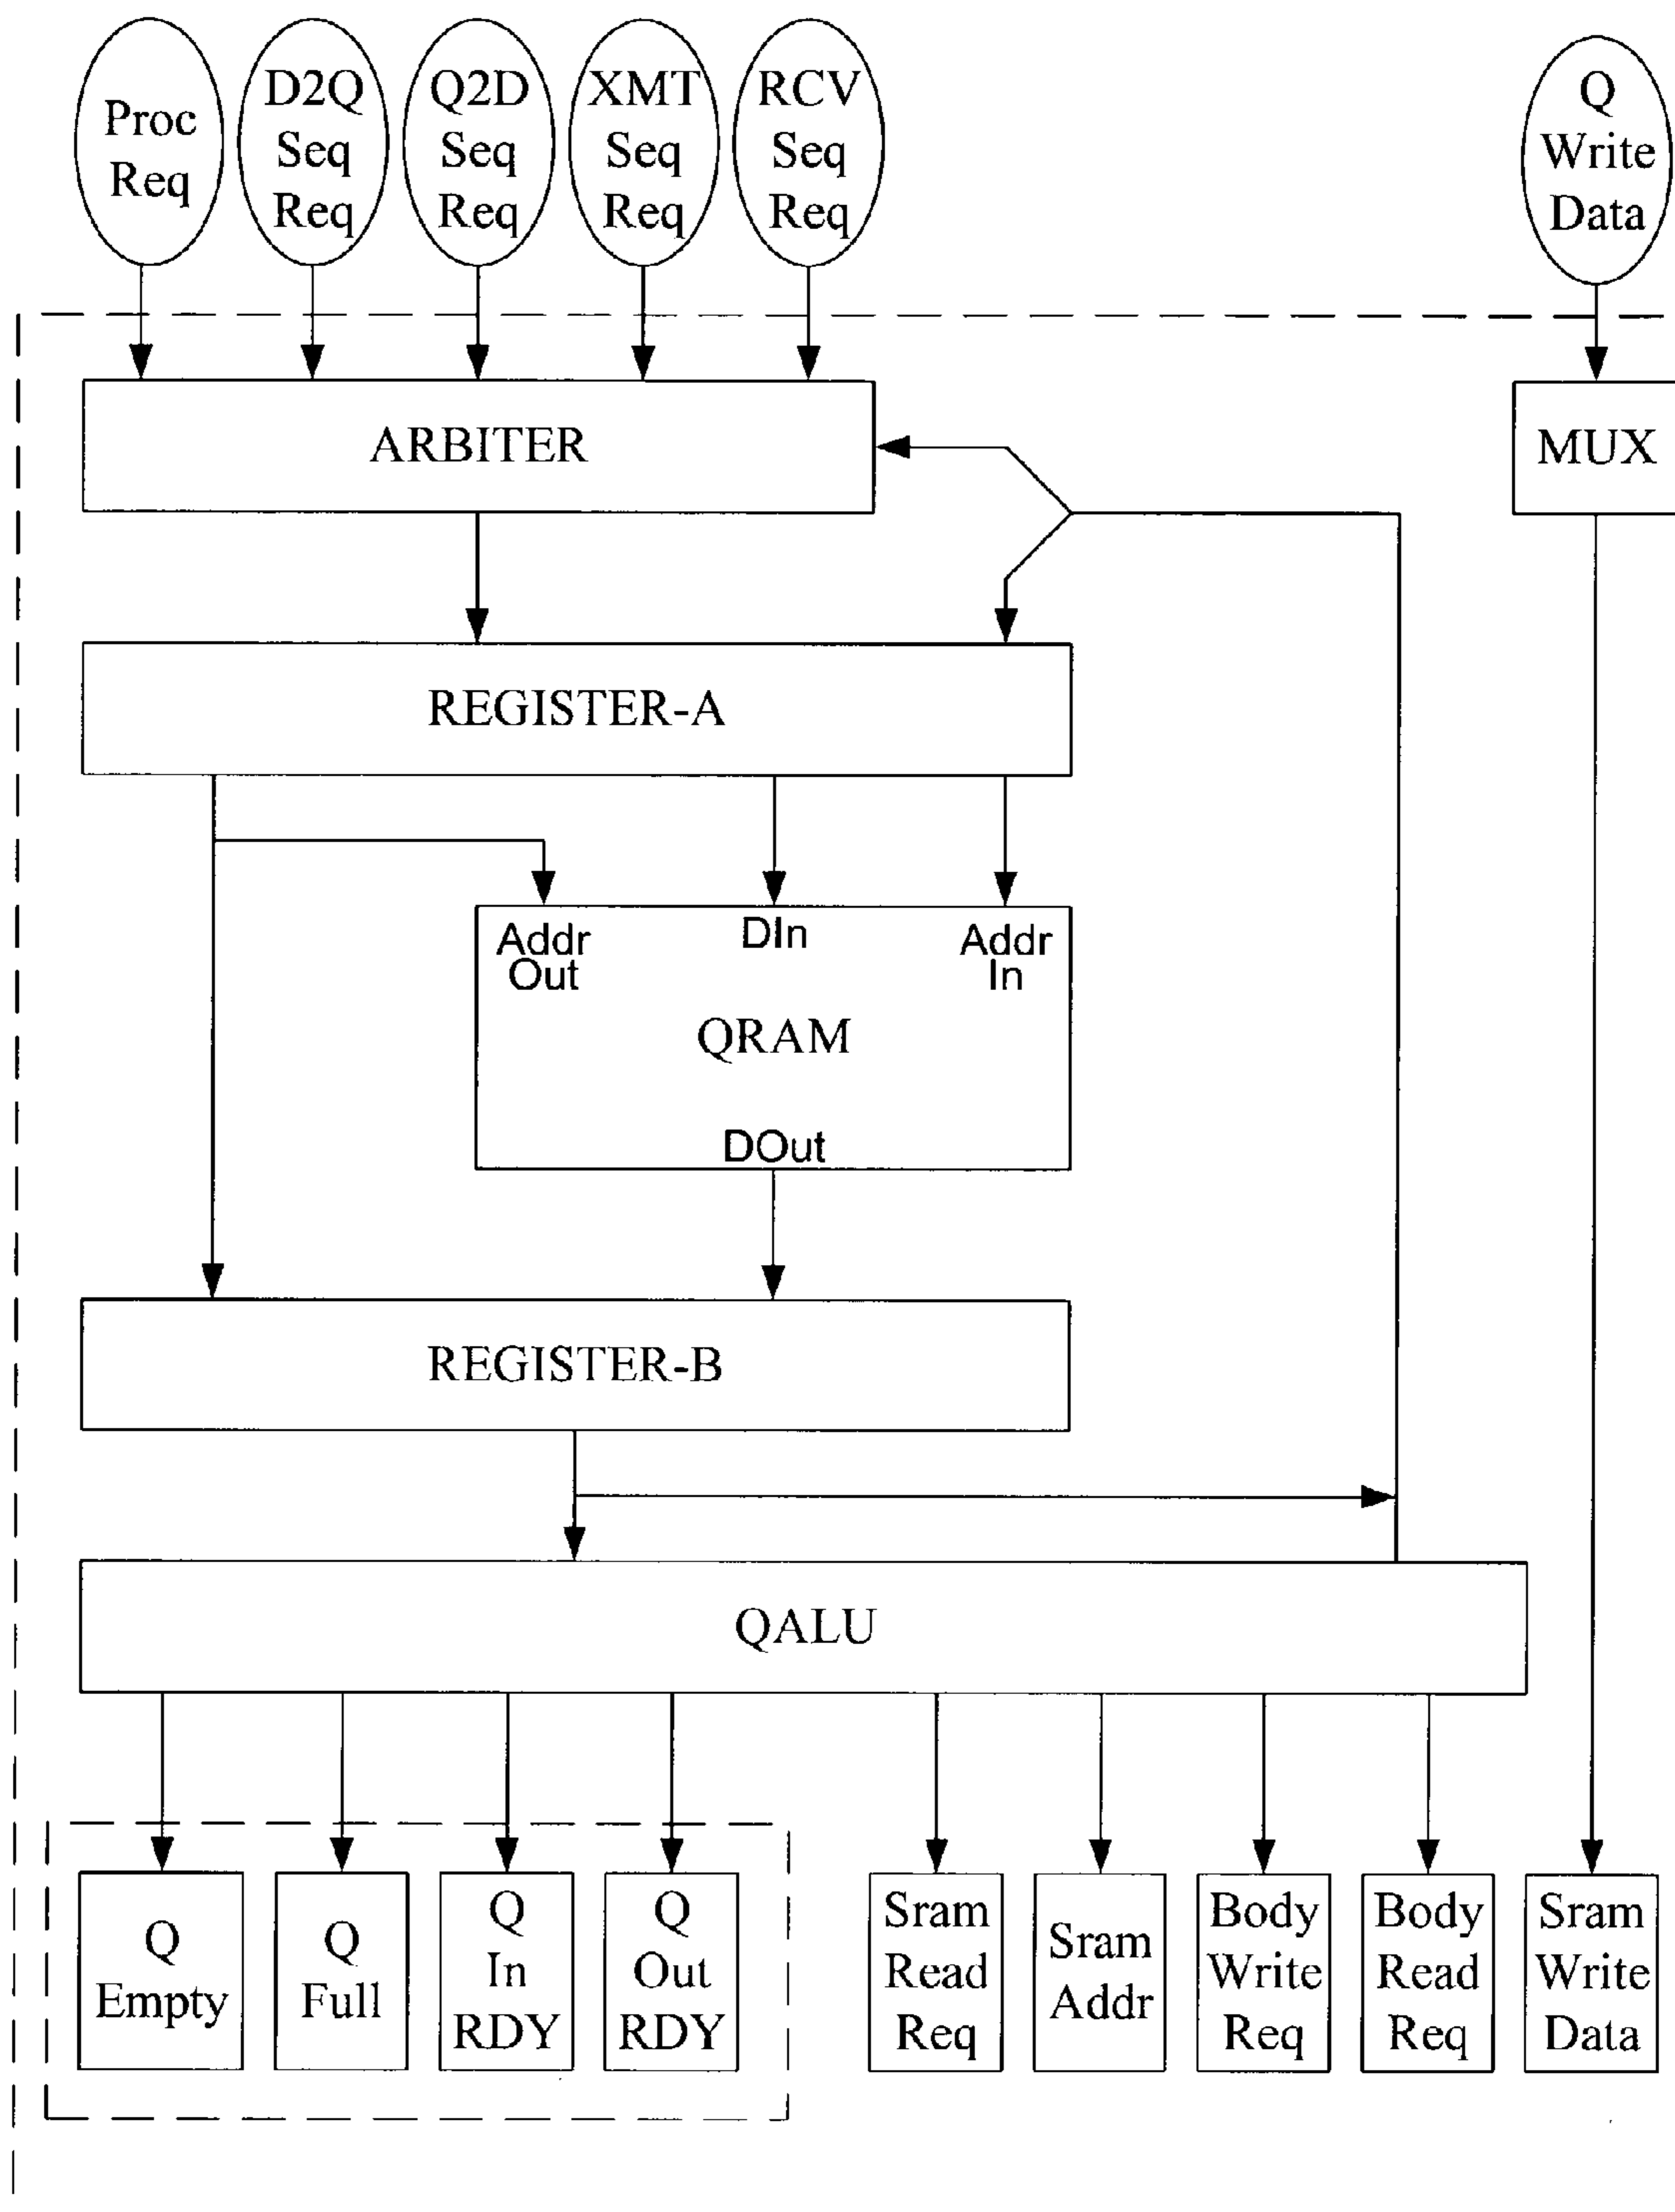 Proc
Req
D2Q
Seq
Req
Q2D
Seq
Req
XMT
Seq
Req
RCV
Seq
Req
Q
Write
Data
ARBITER
MUX
REGISTER-A
Addr
Out
DIn
Addr
In
QRAM
DOut
REGISTER-B
QALU
Q
Empty
Q
Full
Q
In
RDY
Q
Out
RDY
Sram
Read
Req
Sram
Addr
Body
Write
Req
Body
Read
Req
Sram
Write
Data